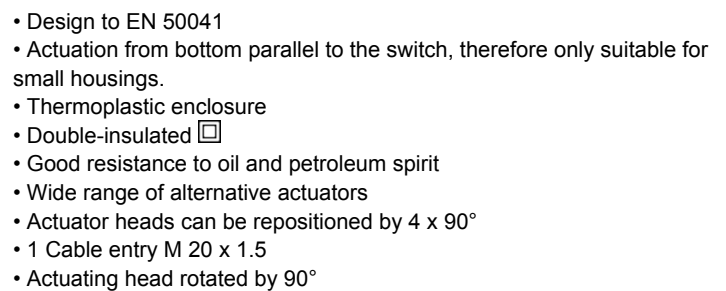 • Design to EN 50041
• Actuation from bottom parallel to the switch, therefore only suitable for
small housings.
• Thermoplastic enclosure
• Double-insulated
• Good resistance to oil and petroleum spirit
• Wide range of alternative actuators
• Actuator heads can be repositioned by 4 x 90°
• 1 Cable entry M 20 x 1.5
• Actuating head rotated by 90°